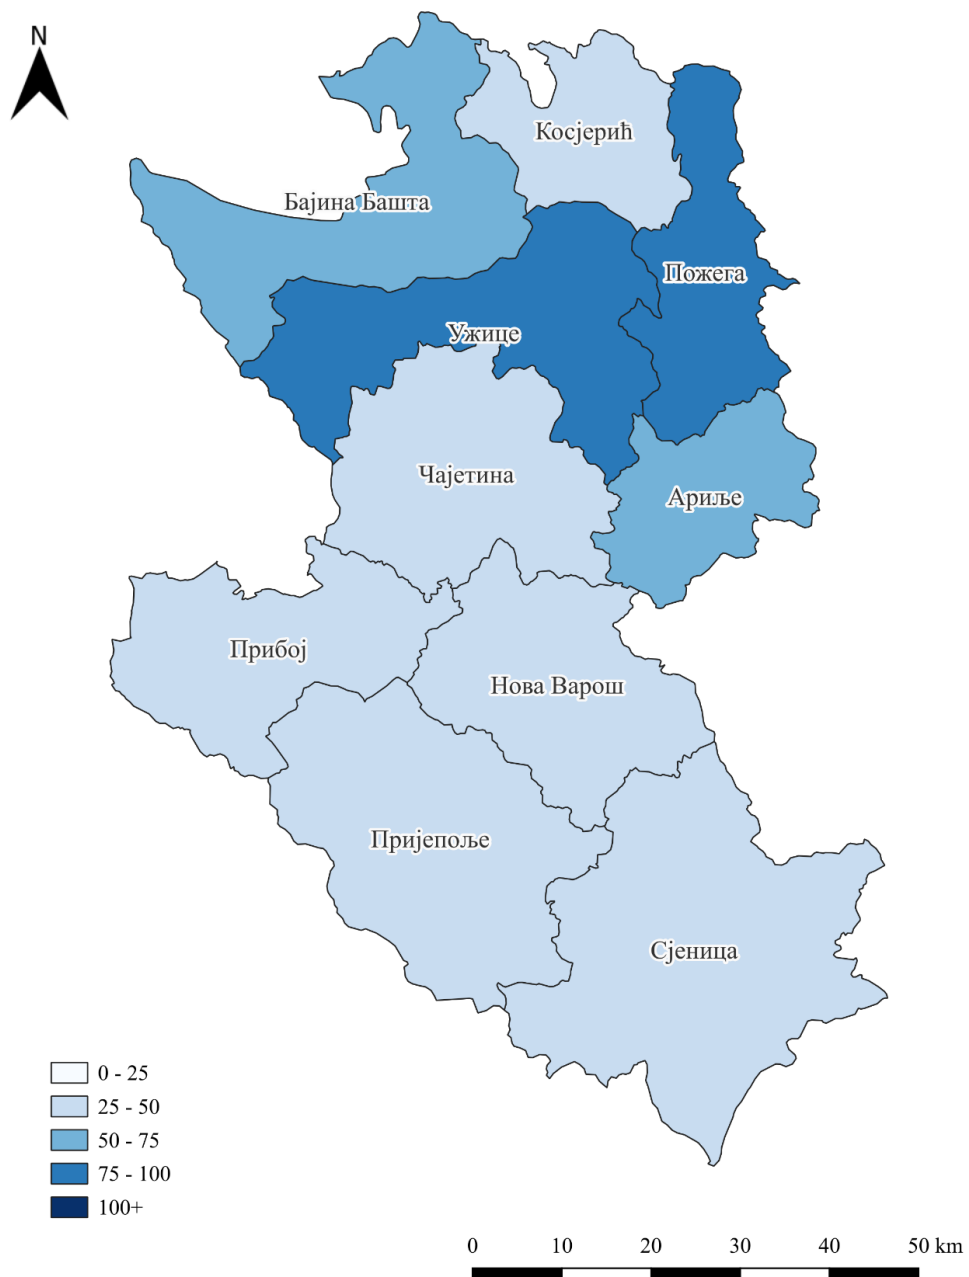 N
Косјерић
Бајина Башта
Пожега
Ужице
Чајетина
Ариље
Прибој
Нова Варош
Пријепоље
Сјеница
0 - 25
25 - 50
50 - 75
75 - 100
100+
0 10 20 30 40 50 km